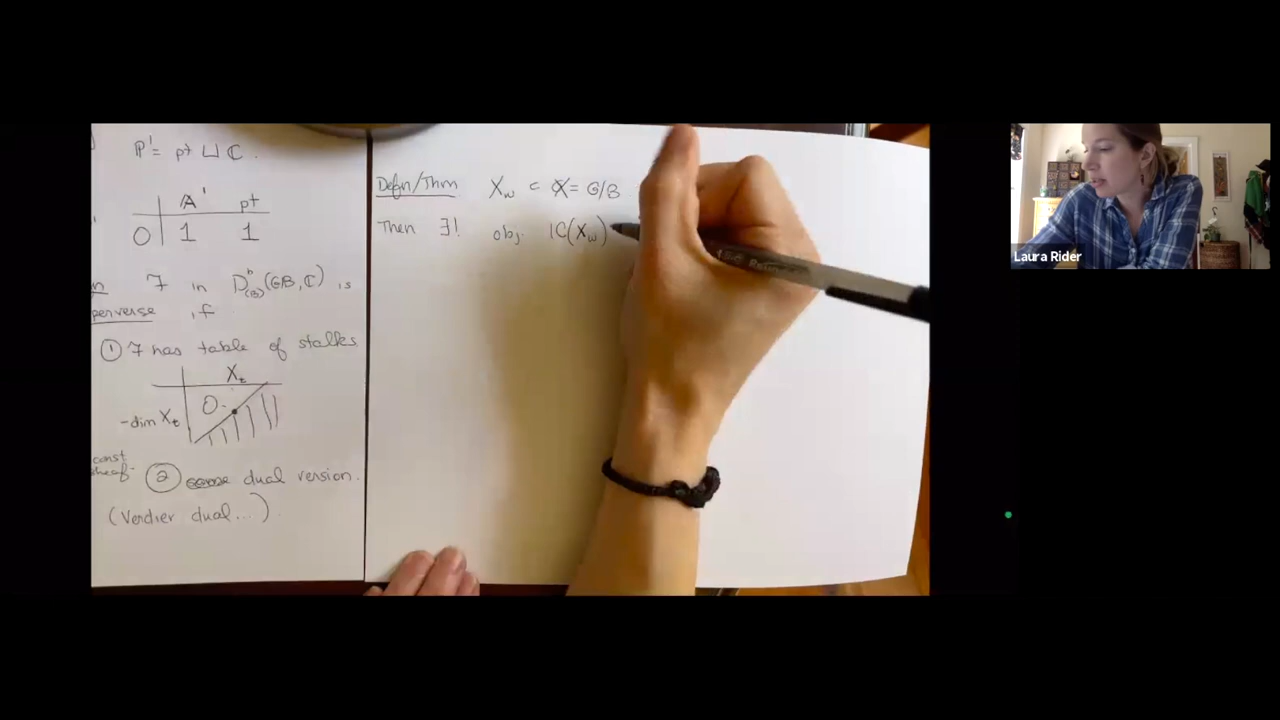 P¹ = pt ⊔ ℂ.
A¹ pt
0 1 1
F in Dᵇ₍B₎(G/B, ℂ) is
perverse if
① F has table of stalks
X_t
0
-dim X_t
const
sheaf
② dual version.
(Verdier dual...).
Defn/Thm X_w ⊂ X = G/B
Then ∃! obj. IC(X_w)
Laura Rider